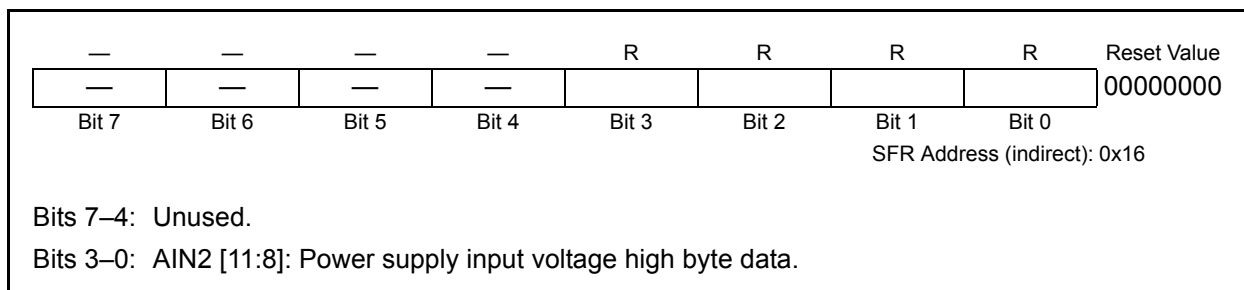 — — — — R R R R Reset Value
— — — — 00000000
Bit 7 Bit 6 Bit 5 Bit 4 Bit 3 Bit 2 Bit 1 Bit 0
SFR Address (indirect): 0x16
Bits 7–4: Unused.
Bits 3–0: AIN2 [11:8]: Power supply input voltage high byte data.